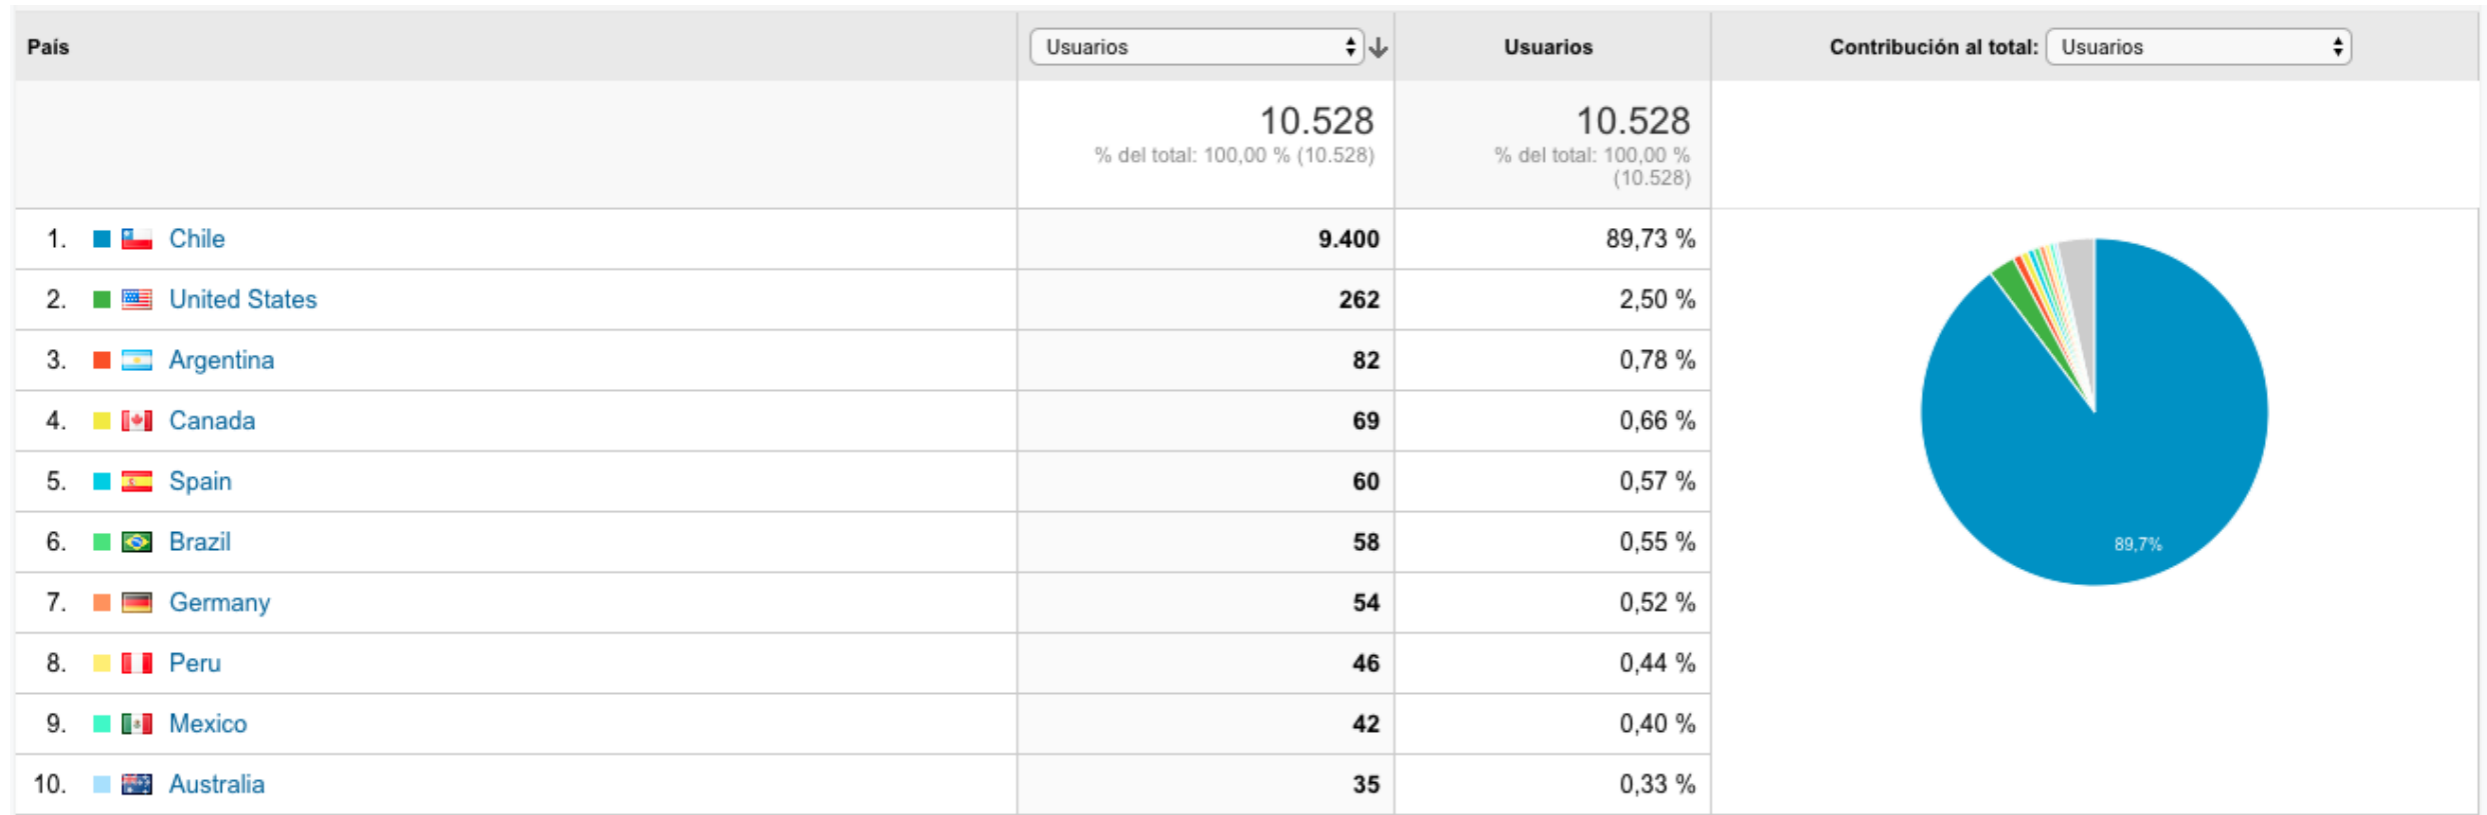 País Usuarios Usuarios Contribución al total: Usuarios
10.528 10.528
% del total: 100,00 % (10.528) % del total: 100,00 %
(10.528)
1. Chile 9.400 89,73 %
2. United States 262 2,50 %
3. Argentina 82 0,78 %
4. Canada 69 0,66 %
5. Spain 60 0,57 %
6. Brazil 58 0,55 %
7. Germany 54 0,52 %
8. Peru 46 0,44 %
9. Mexico 42 0,40 %
10. Australia 35 0,33 %
89,7%